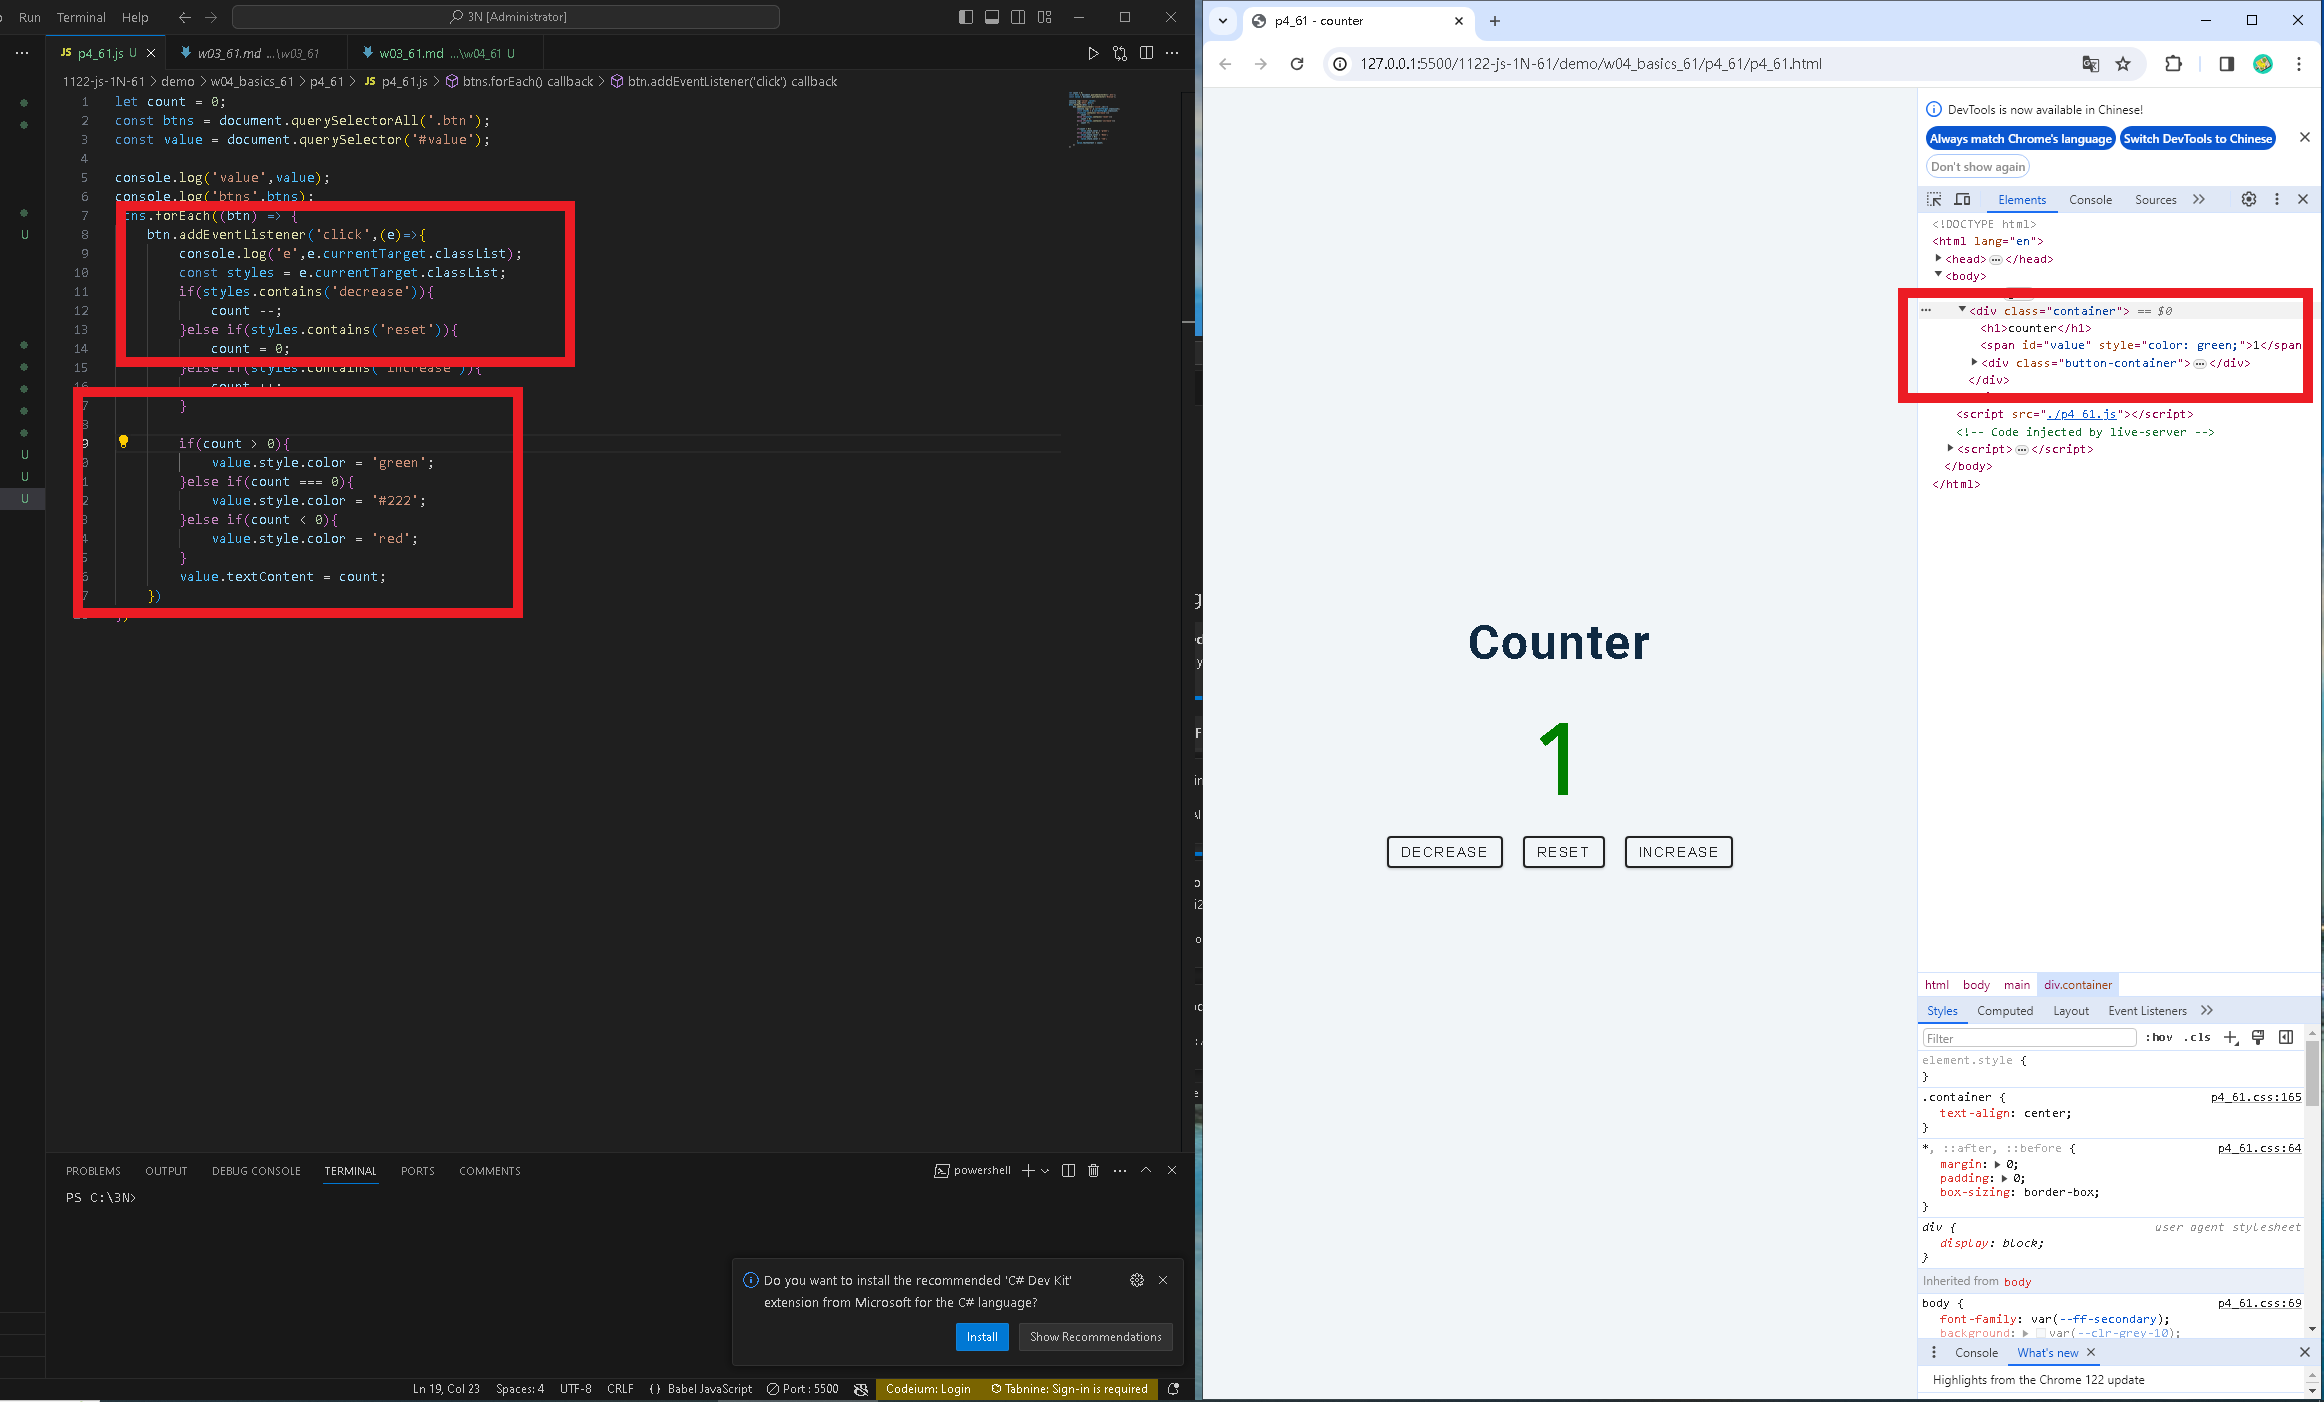 Run Terminal Help
3N [Administrator]
JS p4_61.js U
w03_61.md ...\w03_61
w03_61.md ...\w04_61 U
1122-js-1N-61 > demo > w04_basics_61 > p4_61 > JS p4_61.js > btns.forEach() callback > btn.addEventListener('click') callback
1 let count = 0;
2 const btns = document.querySelectorAll('.btn');
3 const value = document.querySelector('#value');
4
5 console.log('value',value);
6 console.log('btns',btns);
7 tns.forEach((btn) => {
8 btn.addEventListener('click',(e)=>{
9 console.log('e',e.currentTarget.classList);
10 const styles = e.currentTarget.classList;
11 if(styles.contains('decrease')){
12 count --;
13 }else if(styles.contains('reset')){
14 count = 0;
15 }else if(styles.contains('increase')){
16 count ++;
7 }
8
9 if(count > 0){
0 value.style.color = 'green';
1 }else if(count === 0){
2 value.style.color = '#222';
3 }else if(count < 0){
4 value.style.color = 'red';
5 }
6 value.textContent = count;
7 })
})
U
U
U
U
PROBLEMS OUTPUT DEBUG CONSOLE TERMINAL PORTS COMMENTS
powershell
PS C:\3N>
Do you want to install the recommended 'C# Dev Kit'
extension from Microsoft for the C# language?
Install
Show Recommendations
Ln 19, Col 23 Spaces: 4 UTF-8 CRLF {} Babel JavaScript Port : 5500 Codeium: Login Tabnine: Sign-in is required
p4_61 - counter
127.0.0.1:5500/1122-js-1N-61/demo/w04_basics_61/p4_61/p4_61.html
Counter
1
DECREASE
RESET
INCREASE
DevTools is now available in Chinese!
Always match Chrome's language
Switch DevTools to Chinese
Don't show again
Elements Console Sources
<!DOCTYPE html>
<html lang="en">
<head> ... </head>
<body>
... <div class="container"> == $0
<h1>counter</h1>
<span id="value" style="color: green;">1</span
<div class="button-container"> ... </div>
</div>
<script src="./p4_61.js"></script>
<!-- Code injected by live-server -->
<script> ... </script>
</body>
</html>
html body main div.container
Styles Computed Layout Event Listeners
Filter
:hov .cls
element.style {
}
.container { p4_61.css:165
text-align: center;
}
*, ::after, ::before { p4_61.css:64
margin: 0;
padding: 0;
box-sizing: border-box;
}
div { user agent stylesheet
display: block;
}
Inherited from body
body { p4_61.css:69
font-family: var(--ff-secondary);
background: var(--clr-grey-10);
Console What's new
Highlights from the Chrome 122 update